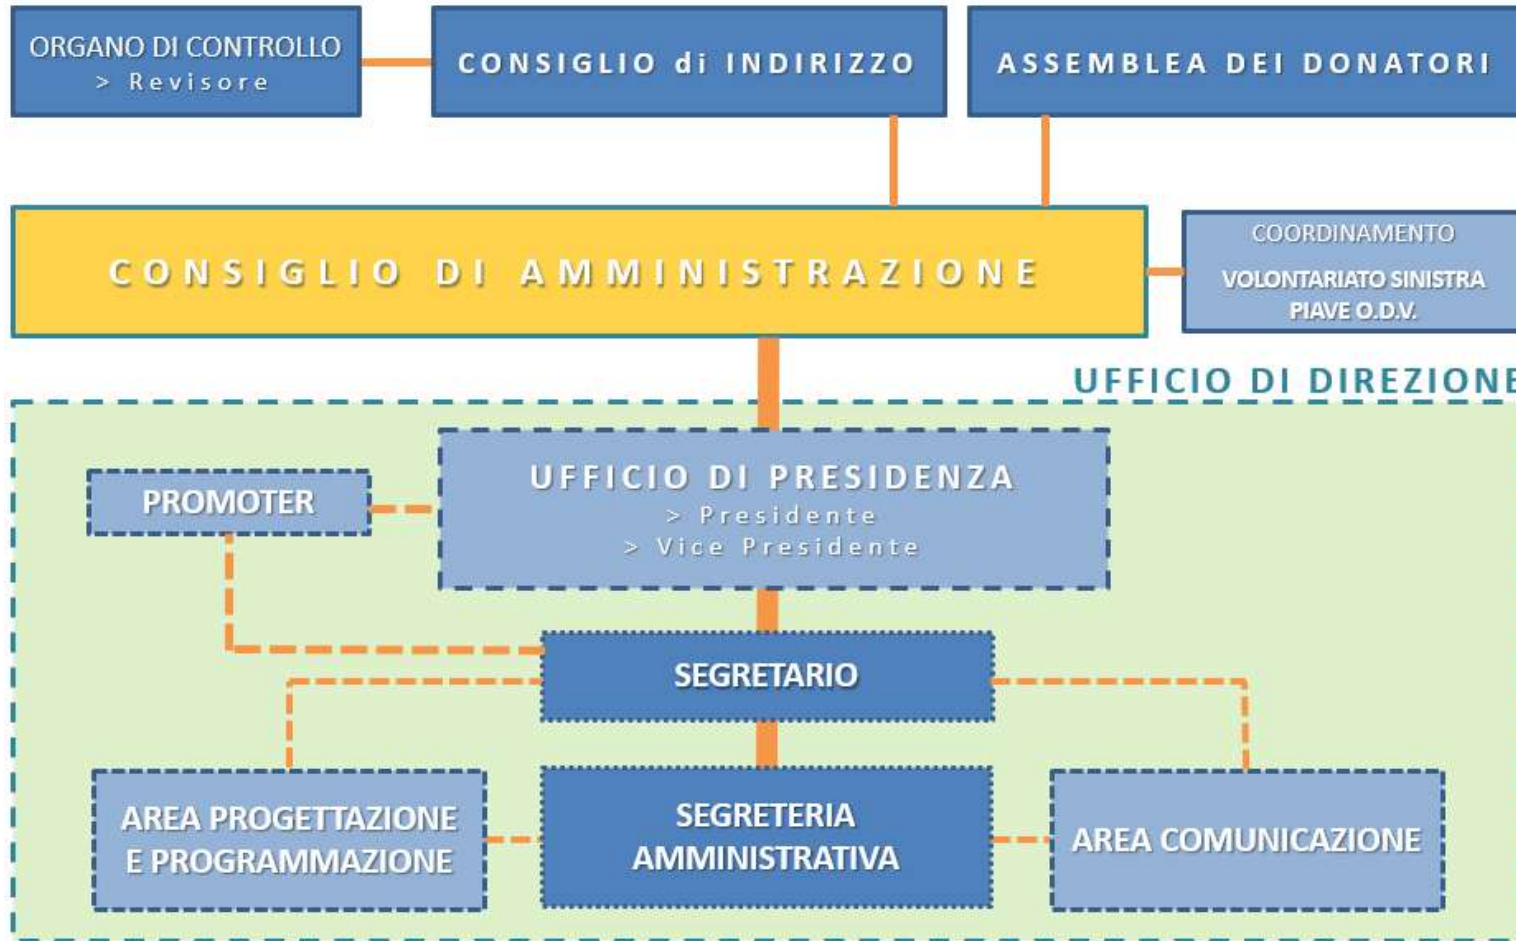 ORGANO DI CONTROLLO
> Revisore
CONSIGLIO di INDIRIZZO
ASSEMBLEA DEI DONATORI
CONSIGLIO DI AMMINISTRAZIONE
COORDINAMENTO
VOLONTARIATO SINISTRA
PIAVE O.D.V.
UFFICIO DI DIREZIONE
UFFICIO DI PRESIDENZA
> Presidente
> Vice Presidente
PROMOTER
SEGRETARIO
AREA PROGETTAZIONE
E PROGRAMMAZIONE
SEGRETERIA
AMMINISTRATIVA
AREA COMUNICAZIONE